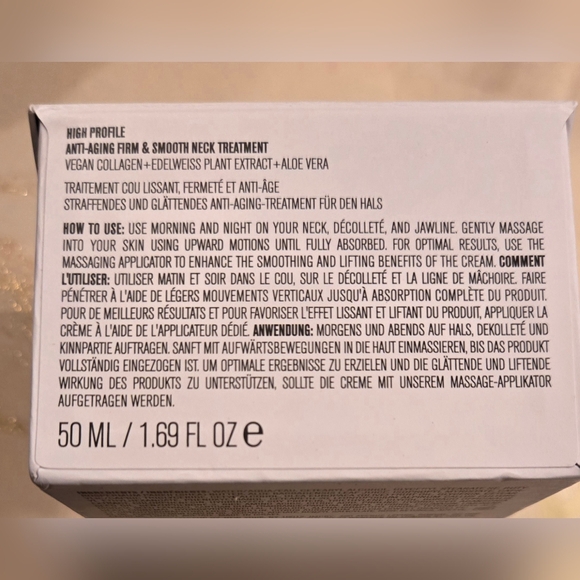 HIGH PROFILE
ANTI-AGING FIRM & SMOOTH NECK TREATMENT
VEGAN COLLAGEN+EDELWEISS PLANT EXTRACT+ALOE VERA
TRAITEMENT COU LISSANT, FERMETÉ ET ANTI-ÂGE
STRAFFENDES UND GLÄTTENDES ANTI-AGING-TREATMENT FÜR DEN HALS
HOW TO USE: USE MORNING AND NIGHT ON YOUR NECK, DÉCOLLETÉ, AND JAWLINE. GENTLY MASSAGE
INTO YOUR SKIN USING UPWARD MOTIONS UNTIL FULLY ABSORBED. FOR OPTIMAL RESULTS, USE THE
MASSAGING APPLICATOR TO ENHANCE THE SMOOTHING AND LIFTING BENEFITS OF THE CREAM. COMMENT
L'UTILISER: UTILISER MATIN ET SOIR DANS LE COU, SUR LE DÉCOLLETÉ ET LA LIGNE DE MÂCHOIRE. FAIRE
PÉNÉTRER À L'AIDE DE LÉGERS MOUVEMENTS VERTICAUX JUSQU'À ABSORPTION COMPLÈTE DU PRODUIT.
POUR DE MEILLEURS RÉSULTATS ET POUR FAVORISER L'EFFET LISSANT ET LIFTANT DU PRODUIT, APPLIQUER LA
CRÈME À L'AIDE DE L'APPLICATEUR DÉDIÉ. ANWENDUNG: MORGENS UND ABENDS AUF HALS, DEKOLLETÉ UND
KINNPARTIE AUFTRAGEN. SANFT MIT AUFWÄRTSBEWEGUNGEN IN DIE HAUT EINMASSIEREN, BIS DAS PRODUKT
VOLLSTÄNDIG EINGEZOGEN IST. UM OPTIMALE ERGEBNISSE ZU ERZIELEN UND DIE GLÄTTENDE UND LIFTENDE
WIRKUNG DES PRODUKTS ZU UNTERSTÜTZEN, SOLLTE DIE CREME MIT UNSEREM MASSAGE-APPLIKATOR
AUFGETRAGEN WERDEN.
50 ML / 1.69 FL OZ ℮